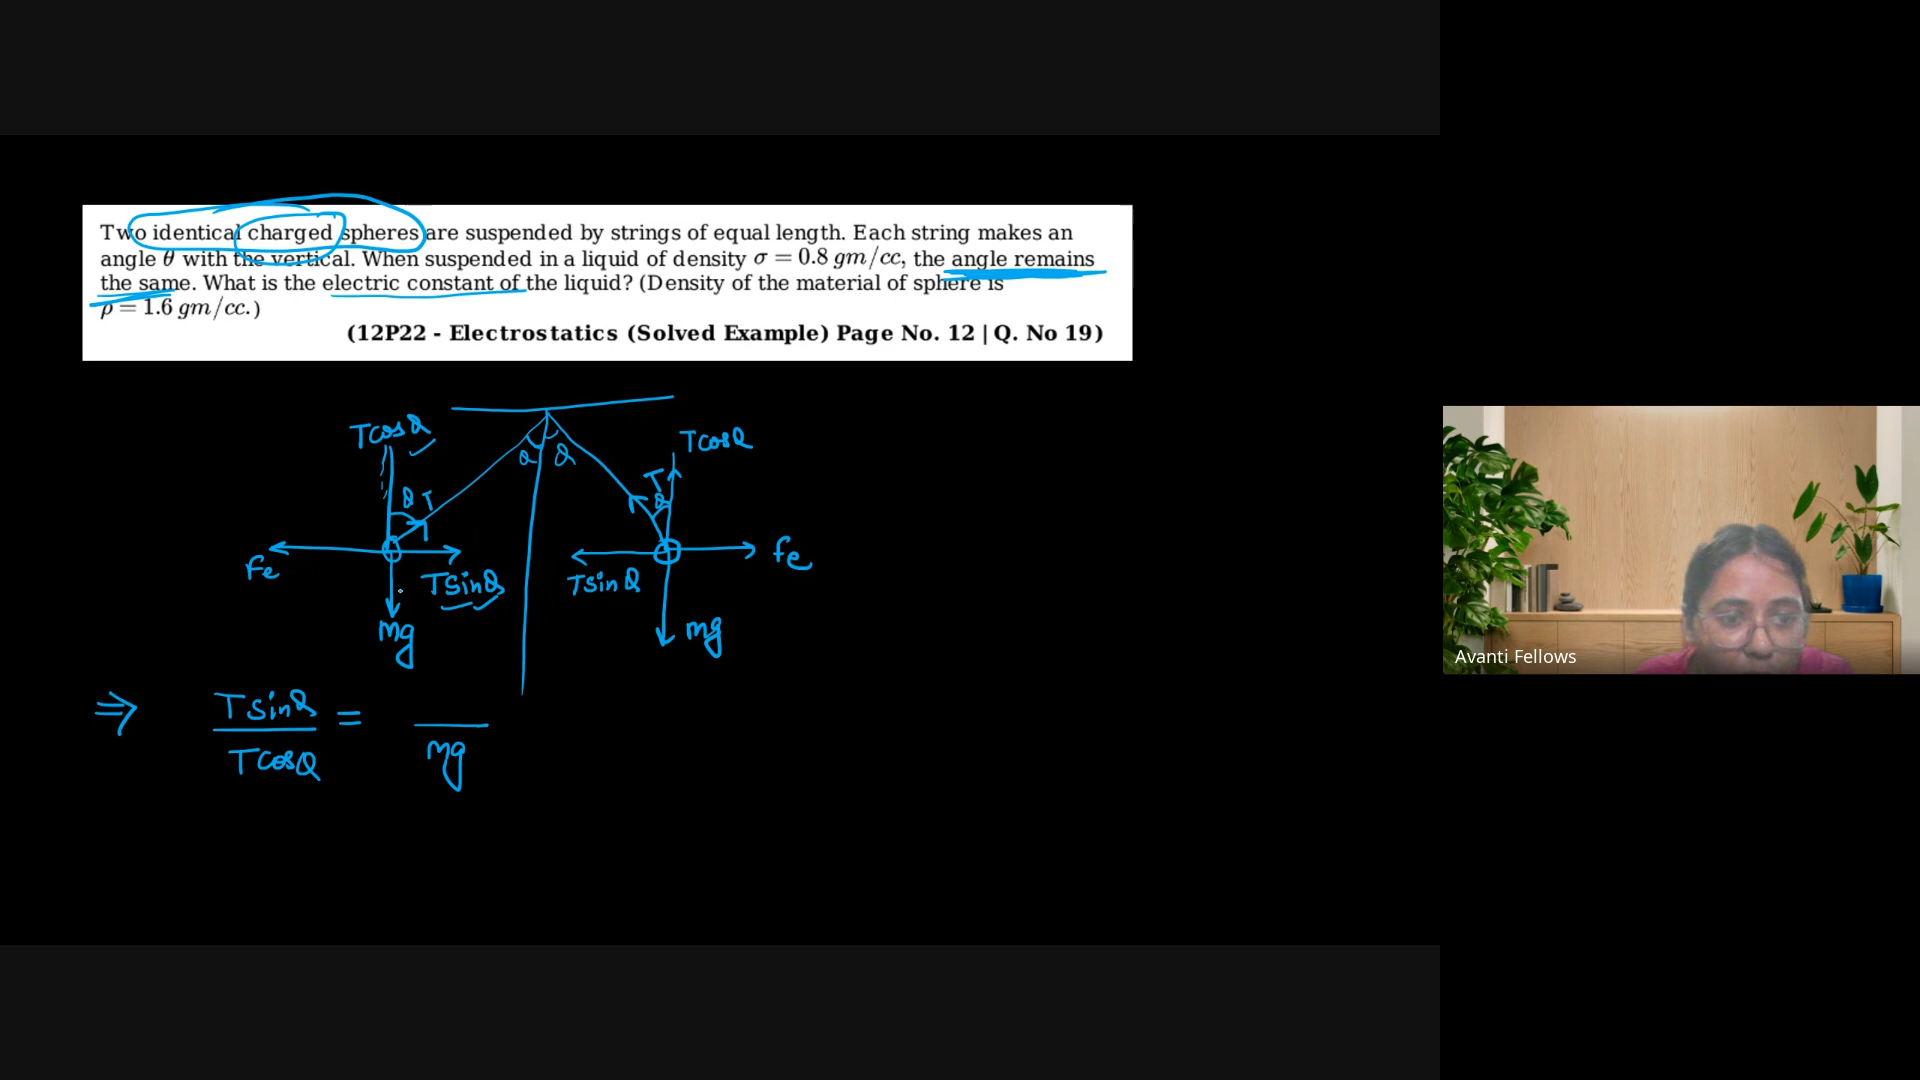 Two identical charged spheres are suspended by strings of equal length. Each string makes an
angle θ with the vertical. When suspended in a liquid of density σ = 0.8 gm/cc, the angle remains
the same. What is the electric constant of the liquid? (Density of the material of sphere is
ρ = 1.6 gm/cc.)
(12P22 - Electrostatics (Solved Example) Page No. 12 | Q. No 19)
Tcosθ
Tcosθ
θ θ
T
θ T
θ
Fe
fe
Tsinθ
Tsinθ
mg
mg
⇒ Tsinθ / Tcosθ = / mg
Avanti Fellows